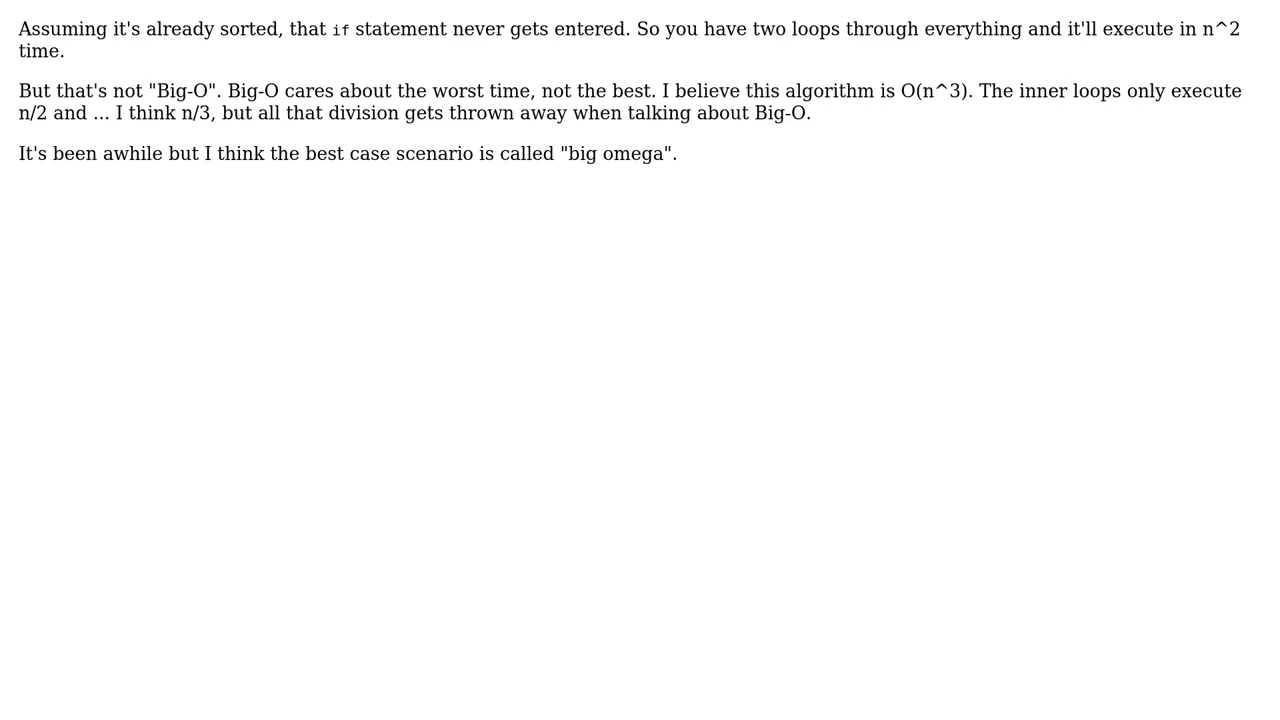 Assuming it's already sorted, that if statement never gets entered. So you have two loops through everything and it'll execute in n^2
time.
But that's not "Big-O". Big-O cares about the worst time, not the best. I believe this algorithm is O(n^3). The inner loops only execute
n/2 and ... I think n/3, but all that division gets thrown away when talking about Big-O.
It's been awhile but I think the best case scenario is called "big omega".